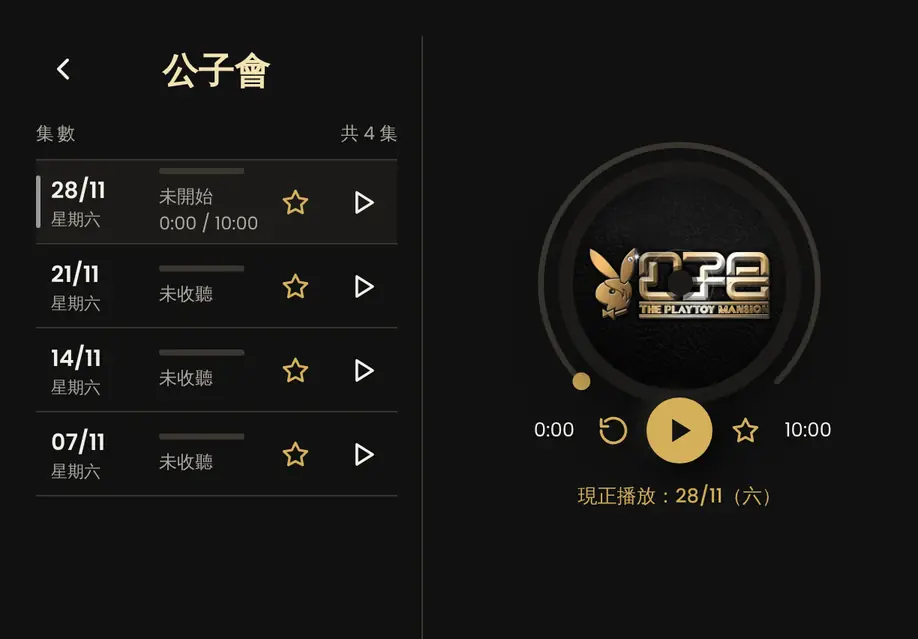 公子會
集數
共 4 集
28/11
星期六
未開始
0:00 / 10:00
21/11
星期六
未收聽
14/11
星期六
未收聽
07/11
星期六
未收聽
公子會
THE PLAYTOY MANSION
0:00
10:00
現正播放：28/11（六）